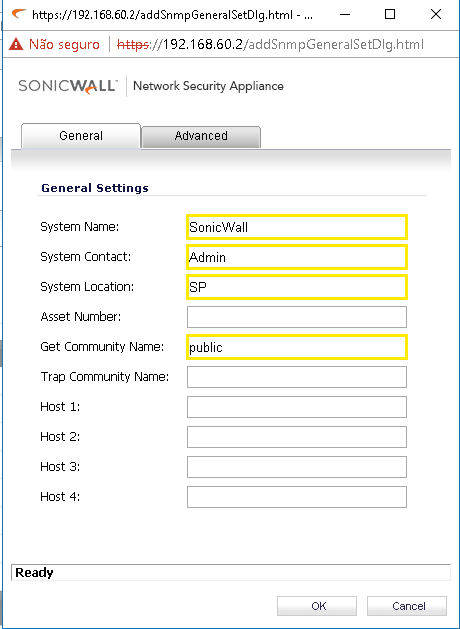 https://192.168.60.2/addSnmpGeneralSetDlg.html - ...
Não seguro https://192.168.60.2/addSnmpGeneralSetDlg.html
SONICWALL Network Security Appliance
General Advanced
General Settings
System Name: SonicWall
System Contact: Admin
System Location: SP
Asset Number:
Get Community Name: public
Trap Community Name:
Host 1:
Host 2:
Host 3:
Host 4:
Ready
OK Cancel